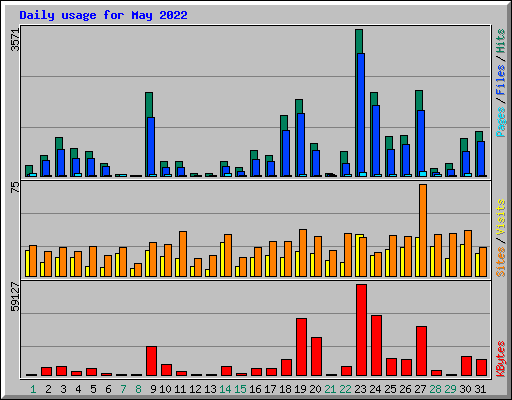 Daily usage for May 2022
3571
Pages / Files / Hits
75
Sites / Visits
59127
KBytes
1 2 3 4 5 6 7 8 9 10 11 12 13 14 15 16 17 18 19 20 21 22 23 24 25 26 27 28 29 30 31